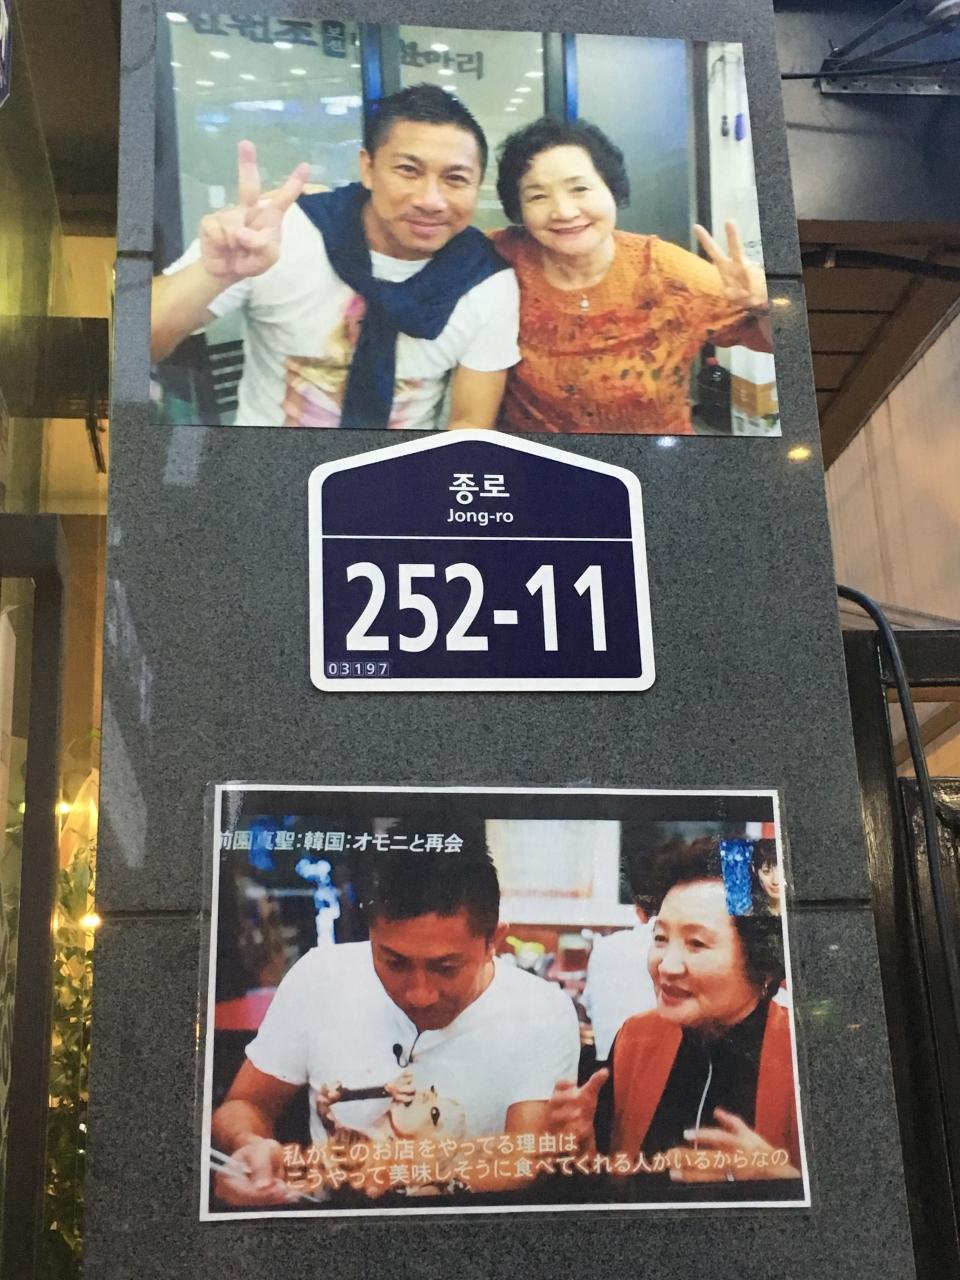 종로
Jong-ro
252-11
03197
前園真聖:韓国:オモニと再会
私がこのお店をやってる理由は
こうやって美味しそうに食べてくれる人がいるからなの